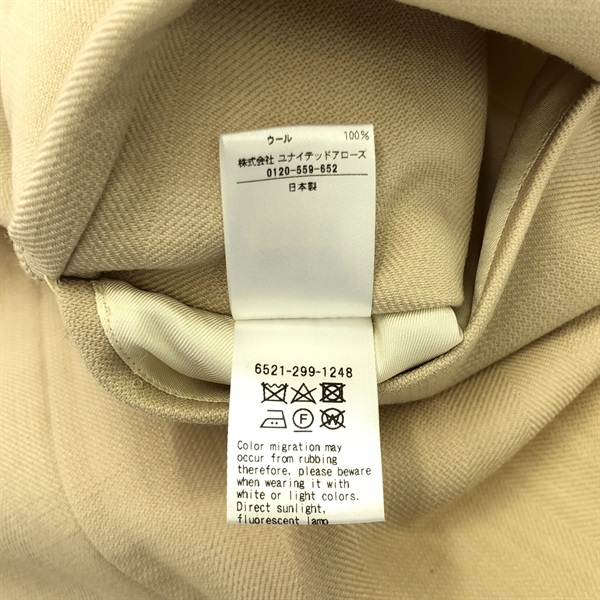 ウール 100%
株式会社 ユナイテッドアローズ
0120-559-652
日本製
6521-299-1248
Color migration may
occur from rubbing
therefore, please beware
when wearing it with
white or light colors.
Direct sunlight,
fluorescent lamp